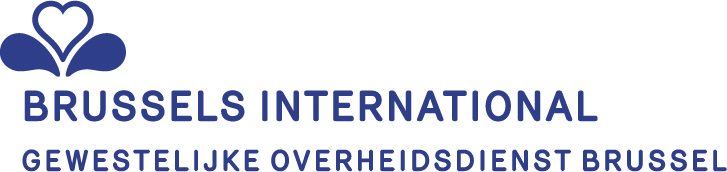 BRUSSELS INTERNATIONAL
GEWESTELIJKE OVERHEIDSDIENST BRUSSEL